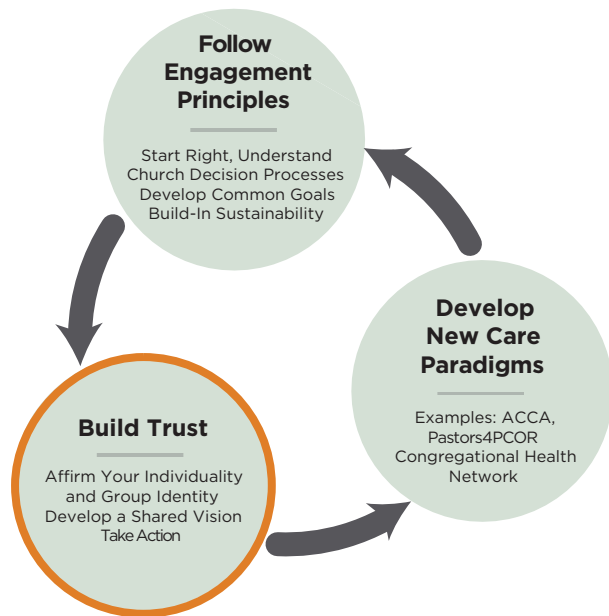 Follow
Engagement
Principles
Start Right, Understand
Church Decision Processes
Develop Common Goals
Build-In Sustainability
Build Trust
Affirm Your Individuality
and Group Identity
Develop a Shared Vision
Take Action
Develop
New Care
Paradigms
Examples: ACCA,
Pastors4PCOR
Congregational Health
Network